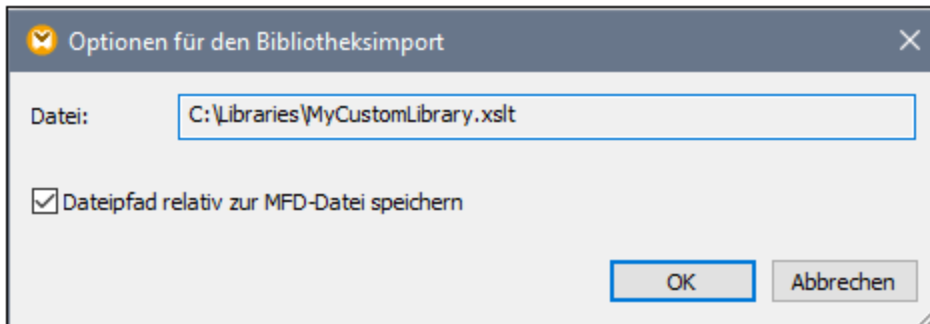 Optionen für den Bibliotheksimport
Datei: C:\Libraries\MyCustomLibrary.xslt
Dateipfad relativ zur MFD-Datei speichern
OK Abbrechen